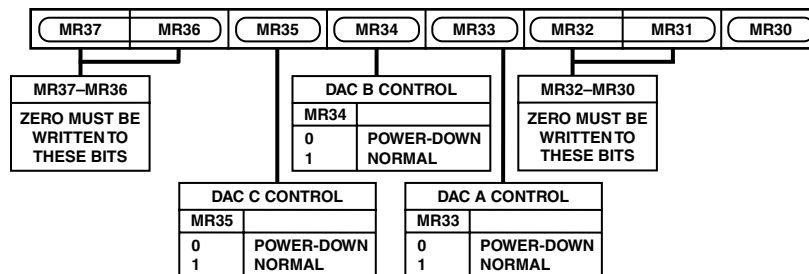 MR37 MR36 MR35 MR34 MR33 MR32 MR31 MR30
MR37–MR36
ZERO MUST BE
WRITTEN TO
THESE BITS
DAC B CONTROL
MR34
0 POWER-DOWN
1 NORMAL
MR32–MR30
ZERO MUST BE
WRITTEN TO
THESE BITS
DAC C CONTROL
MR35
0 POWER-DOWN
1 NORMAL
DAC A CONTROL
MR33
0 POWER-DOWN
1 NORMAL